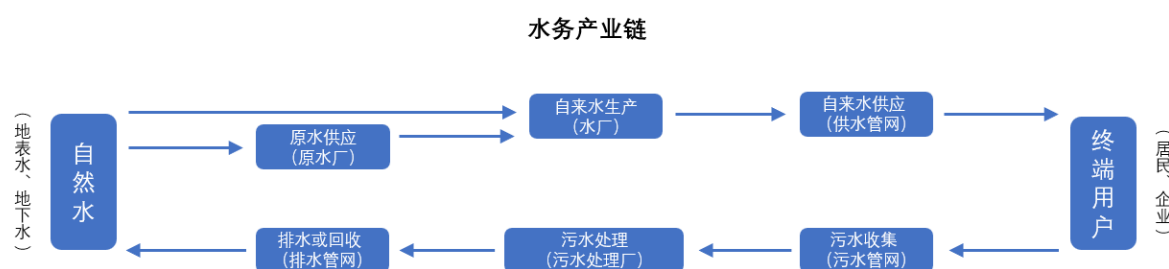 水务产业链
（地表水、地下水）
自然水
原水供应
（原水厂）
自来水生产
（水厂）
自来水供应
（供水管网）
终端用户
（居民、企业）
排水或回收
（排水管网）
污水处理
（污水处理厂）
污水收集
（污水管网）